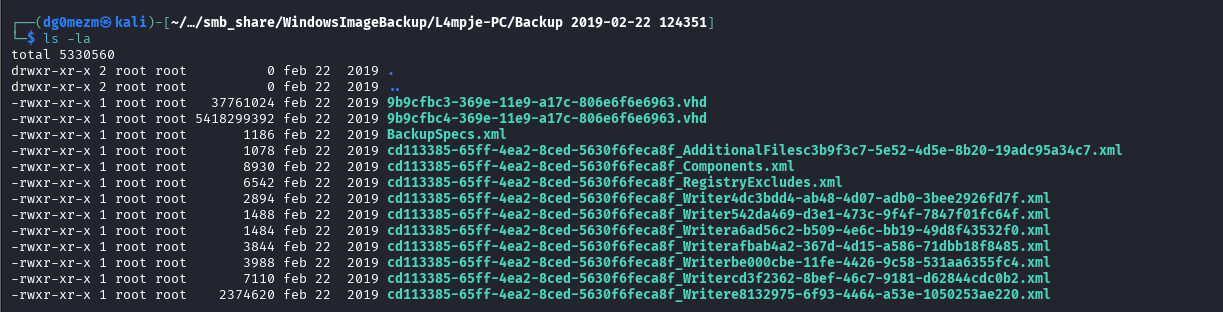 ┌──(dg0mezm㉿kali)-[~/…/smb_share/WindowsImageBackup/L4mpje-PC/Backup 2019-02-22 124351]
└─$ ls -la
total 5330560
drwxr-xr-x 2 root root          0 feb 22  2019 .
drwxr-xr-x 2 root root          0 feb 22  2019 ..
-rwxr-xr-x 1 root root   37761024 feb 22  2019 9b9cfbc3-369e-11e9-a17c-806e6f6e6963.vhd
-rwxr-xr-x 1 root root 5418299392 feb 22  2019 9b9cfbc4-369e-11e9-a17c-806e6f6e6963.vhd
-rwxr-xr-x 1 root root       1186 feb 22  2019 BackupSpecs.xml
-rwxr-xr-x 1 root root       1078 feb 22  2019 cd113385-65ff-4ea2-8ced-5630f6feca8f_AdditionalFilesc3b9f3c7-5e52-4d5e-8b20-19adc95a34c7.xml
-rwxr-xr-x 1 root root       8930 feb 22  2019 cd113385-65ff-4ea2-8ced-5630f6feca8f_Components.xml
-rwxr-xr-x 1 root root       6542 feb 22  2019 cd113385-65ff-4ea2-8ced-5630f6feca8f_RegistryExcludes.xml
-rwxr-xr-x 1 root root       2894 feb 22  2019 cd113385-65ff-4ea2-8ced-5630f6feca8f_Writer4dc3bdd4-ab48-4d07-adb0-3bee2926fd7f.xml
-rwxr-xr-x 1 root root       1488 feb 22  2019 cd113385-65ff-4ea2-8ced-5630f6feca8f_Writer542da469-d3e1-473c-9f4f-7847f01fc64f.xml
-rwxr-xr-x 1 root root       1484 feb 22  2019 cd113385-65ff-4ea2-8ced-5630f6feca8f_Writera6ad56c2-b509-4e6c-bb19-49d8f43532f0.xml
-rwxr-xr-x 1 root root       3844 feb 22  2019 cd113385-65ff-4ea2-8ced-5630f6feca8f_Writerafbab4a2-367d-4d15-a586-71dbb18f8485.xml
-rwxr-xr-x 1 root root       3988 feb 22  2019 cd113385-65ff-4ea2-8ced-5630f6feca8f_Writerbe000cbe-11fe-4426-9c58-531aa6355fc4.xml
-rwxr-xr-x 1 root root       7110 feb 22  2019 cd113385-65ff-4ea2-8ced-5630f6feca8f_Writercd3f2362-8bef-46c7-9181-d62844cdc0b2.xml
-rwxr-xr-x 1 root root    2374620 feb 22  2019 cd113385-65ff-4ea2-8ced-5630f6feca8f_Writere8132975-6f93-4464-a53e-1050253ae220.xml